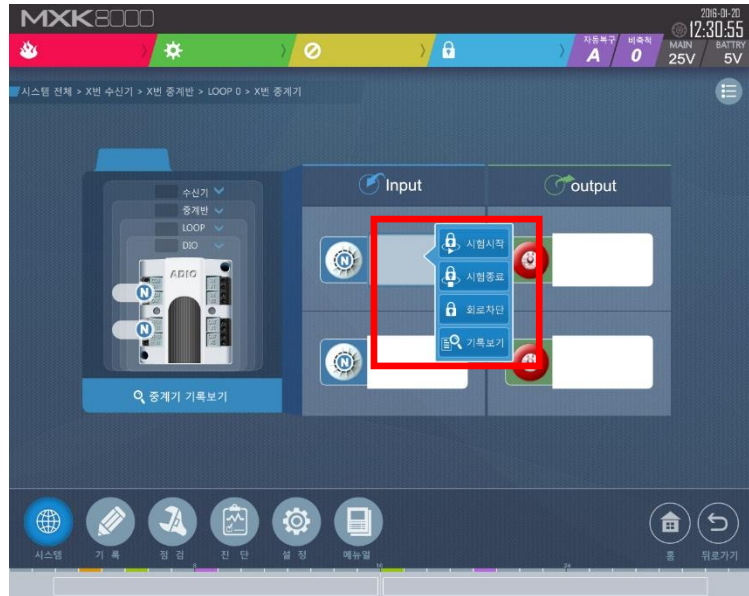 MXK8000
2016-01-20
12:30:55
자동복구
A
비축적
0
MAIN
25V
BATTRY
5V
시스템 전체 > X번 수신기 > X번 중계반 > LOOP 0 > X번 중계기
수신기
중계반
LOOP
DIO
ADIO
N
N
중계기 기록보기
Input
output
N
N
시험시작
시험종료
회로차단
기록보기
시스템
기 록
점 검
진 단
설 정
메뉴얼
홈
뒤로가기
8
16
24